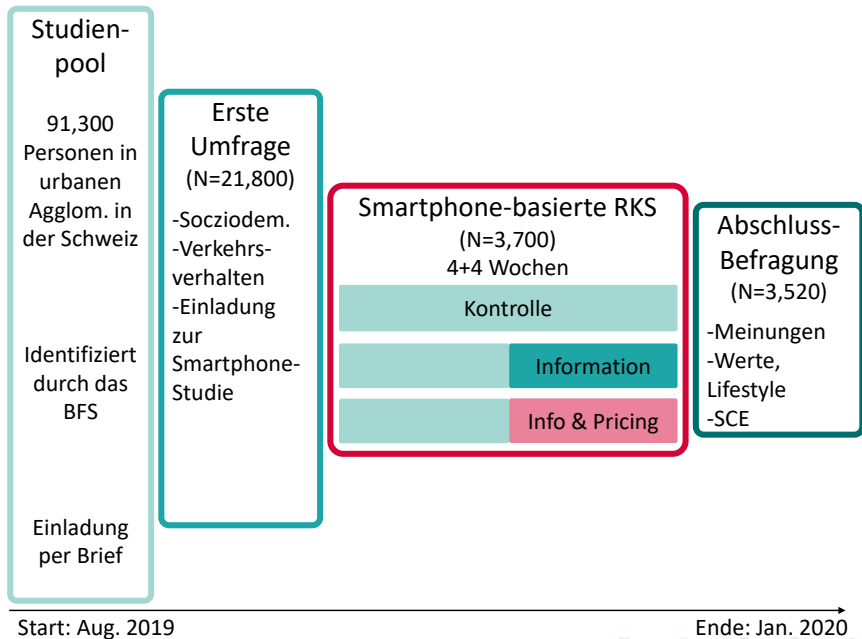 Studien-
pool
91,300
Personen in
urbanen
Agglom. in
der Schweiz
Identifiziert
durch das
BFS
Einladung
per Brief
Erste
Umfrage
(N=21,800)
-Socziodem.
-Verkehrs-
verhalten
-Einladung
zur
Smartphone-
Studie
Smartphone-basierte RKS
(N=3,700)
4+4 Wochen
Kontrolle
Information
Info & Pricing
Abschluss-
Befragung
(N=3,520)
-Meinungen
-Werte,
Lifestyle
-SCE
Start: Aug. 2019
Ende: Jan. 2020